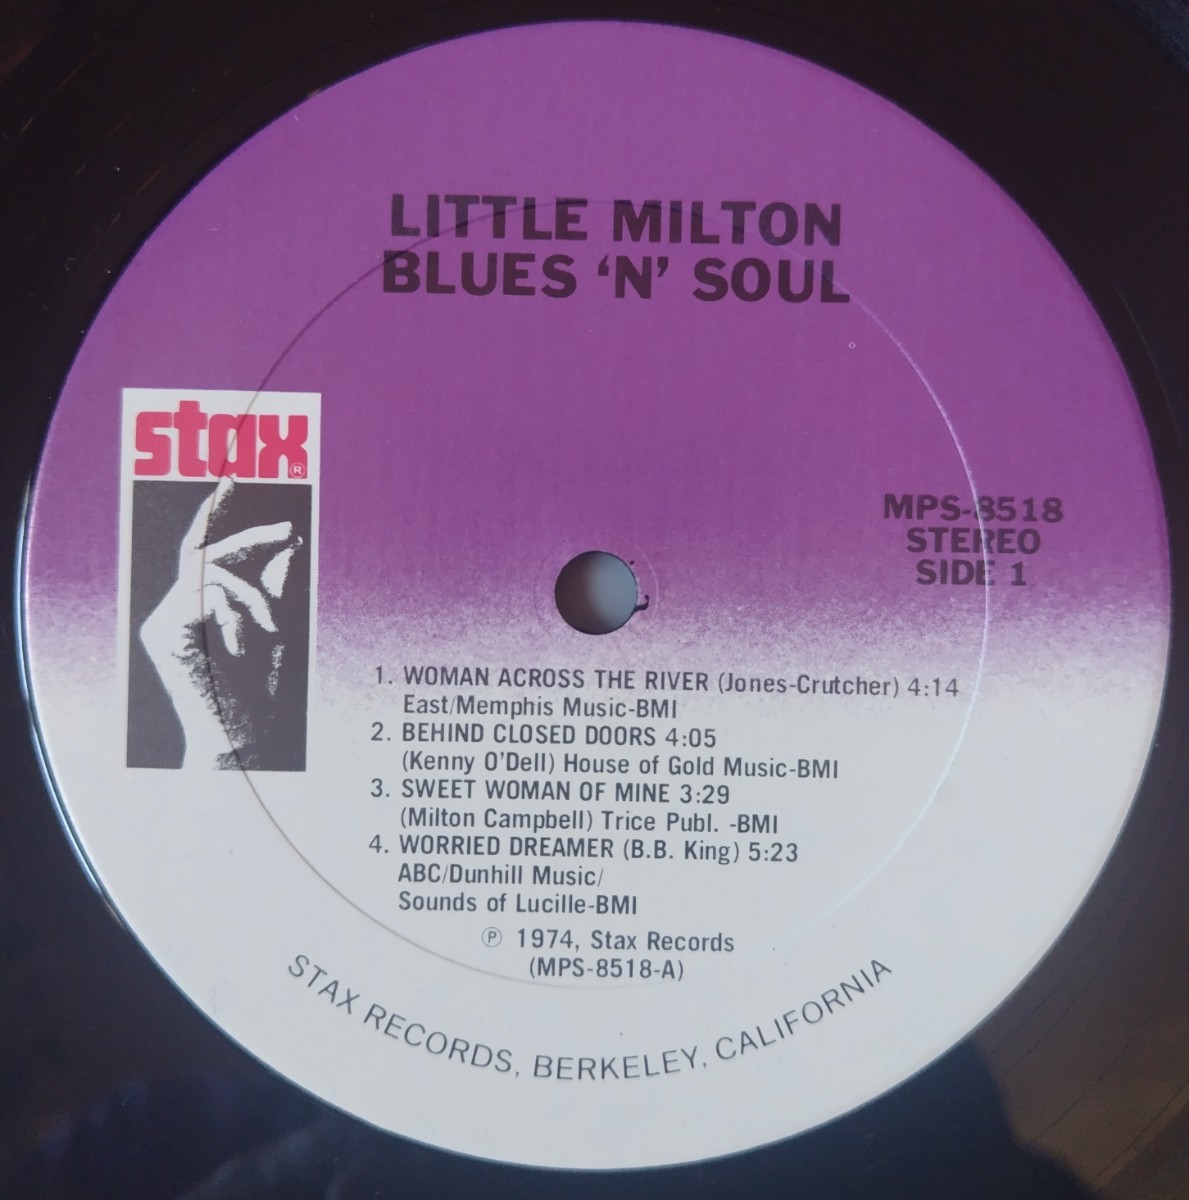 LITTLE MILTON
BLUES ‘N’ SOUL
stax®
MPS-8518
STEREO
SIDE 1
1. WOMAN ACROSS THE RIVER (Jones-Crutcher) 4:14
East/Memphis Music-BMI
2. BEHIND CLOSED DOORS 4:05
(Kenny O’Dell) House of Gold Music-BMI
3. SWEET WOMAN OF MINE 3:29
(Milton Campbell) Trice Publ. -BMI
4. WORRIED DREAMER (B.B. King) 5:23
ABC/Dunhill Music/
Sounds of Lucille-BMI
℗ 1974, Stax Records
(MPS-8518-A)
STAX RECORDS, BERKELEY, CALIFORNIA